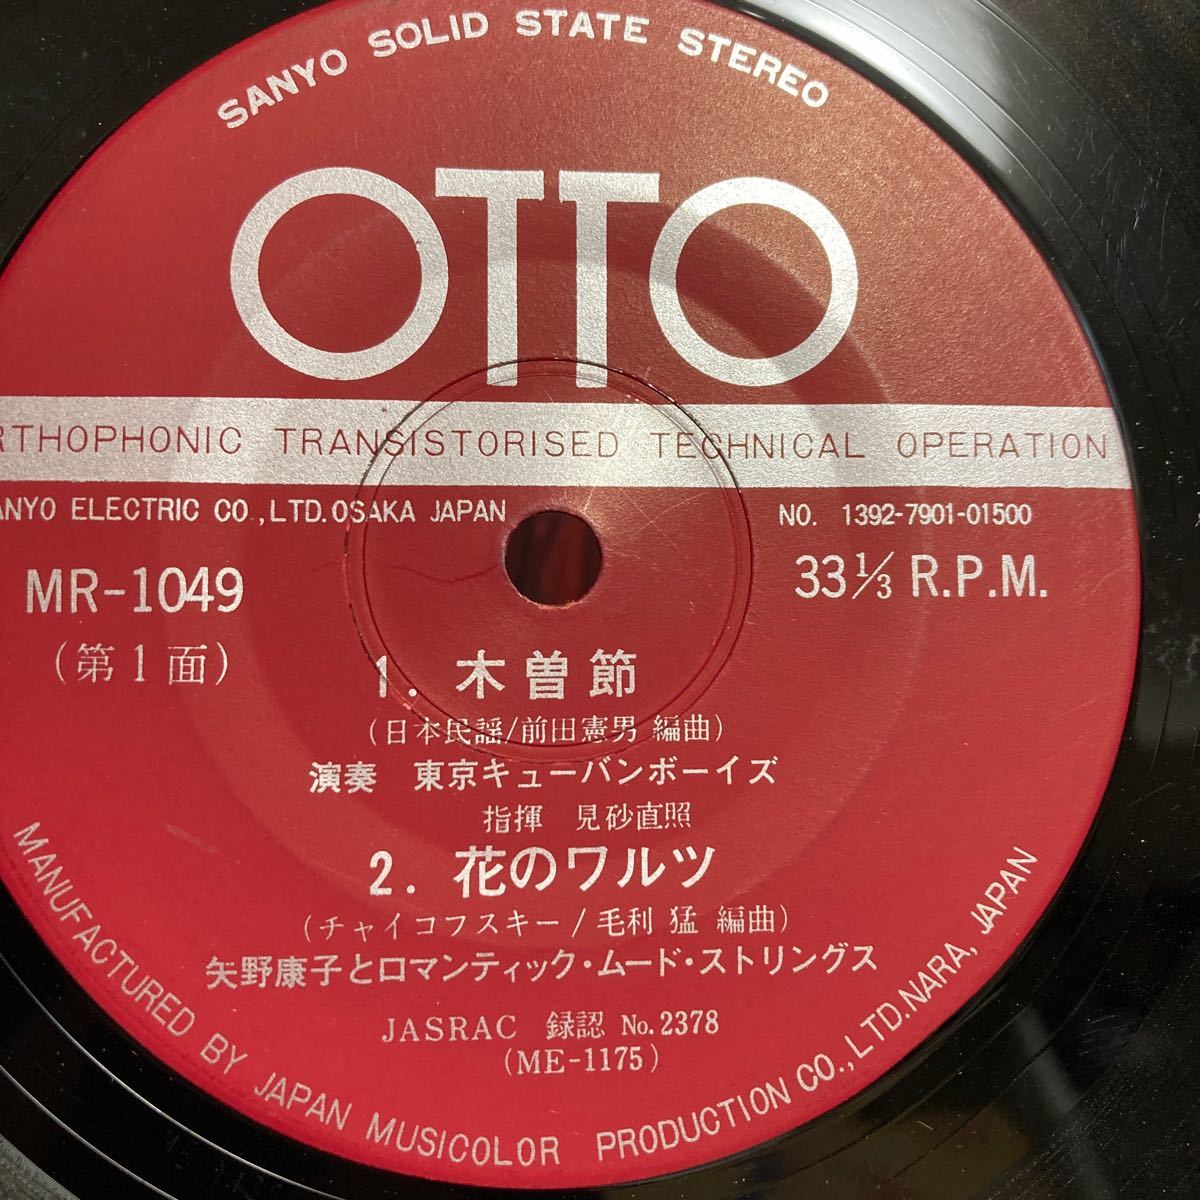 SANYO SOLID STATE STEREO
OTTO
RTHOPHONIC TRANSISTORISED TECHNICAL OPERATION
ANYO ELECTRIC CO.,LTD.OSAKA JAPAN
NO. 1392-7901-01500
MR-1049
33⅓ R.P.M.
(第1面)
1. 木曽節
(日本民謡/前田憲男 編曲)
演奏 東京キューバンボーイズ
指揮 見砂直照
2. 花のワルツ
(チャイコフスキー/毛利 猛 編曲)
矢野康子とロマンティック・ムード・ストリングス
JASRAC 録認 No.2378
(ME-1175)
MANUFACTURED BY JAPAN MUSICOLOR PRODUCTION CO.,LTD.NARA, JAPAN